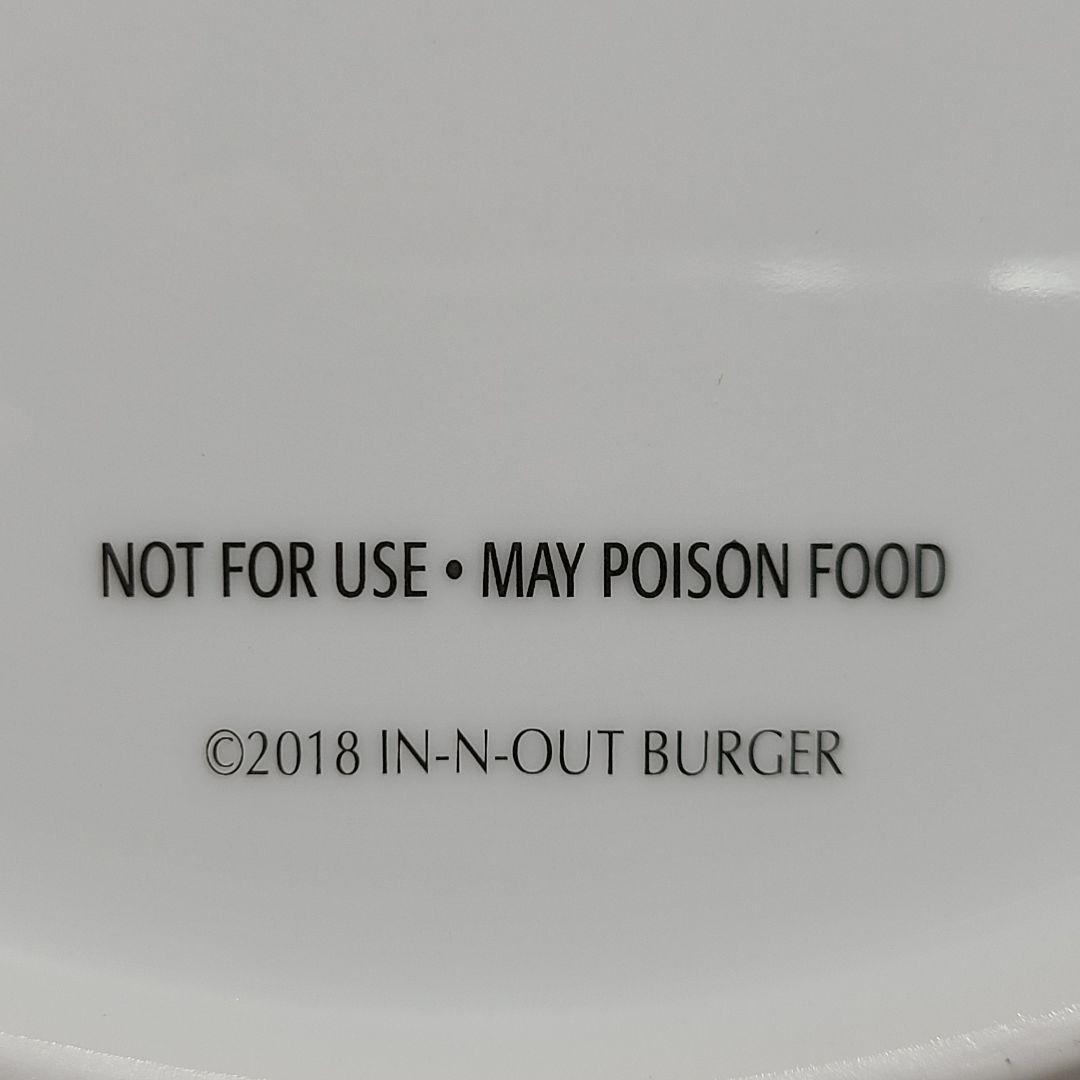 NOT FOR USE • MAY POISON FOOD
©2018 IN-N-OUT BURGER